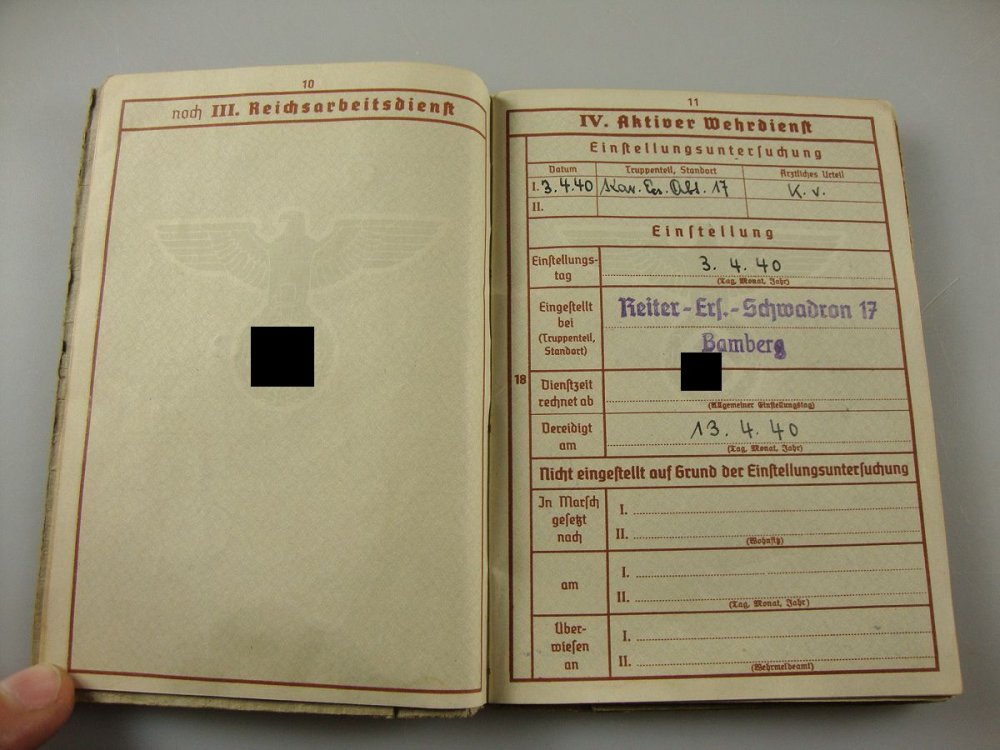 10
noch III. Reichsarbeitsdienst
11
IV. Aktiver Wehrdienst
Einstellungsuntersuchung
Datum Truppenteil, Standort Ärztliches Urteil
I. 3.4.40 Kav. Ers. Abt. 17 K. v.
II.
Einstellung
Einstellungs-
tag
3. 4. 40
(Tag, Monat, Jahr)
Eingestellt
bei
(Truppenteil,
Standort)
Reiter-Ers.-Schwadron 17
Bamberg
18
Dienstzeit
rechnet ab
(Allgemeiner Einstellungstag)
Vereidigt
am
13. 4. 40
(Tag, Monat, Jahr)
Nicht eingestellt auf Grund der Einstellungsuntersuchung
In Marsch
gesetzt
nach
I.
II.
(Wohnsitz)
am
I.
II.
(Tag, Monat, Jahr)
Über-
wiesen
an
I.
II.
(Wehrmeldeamt)